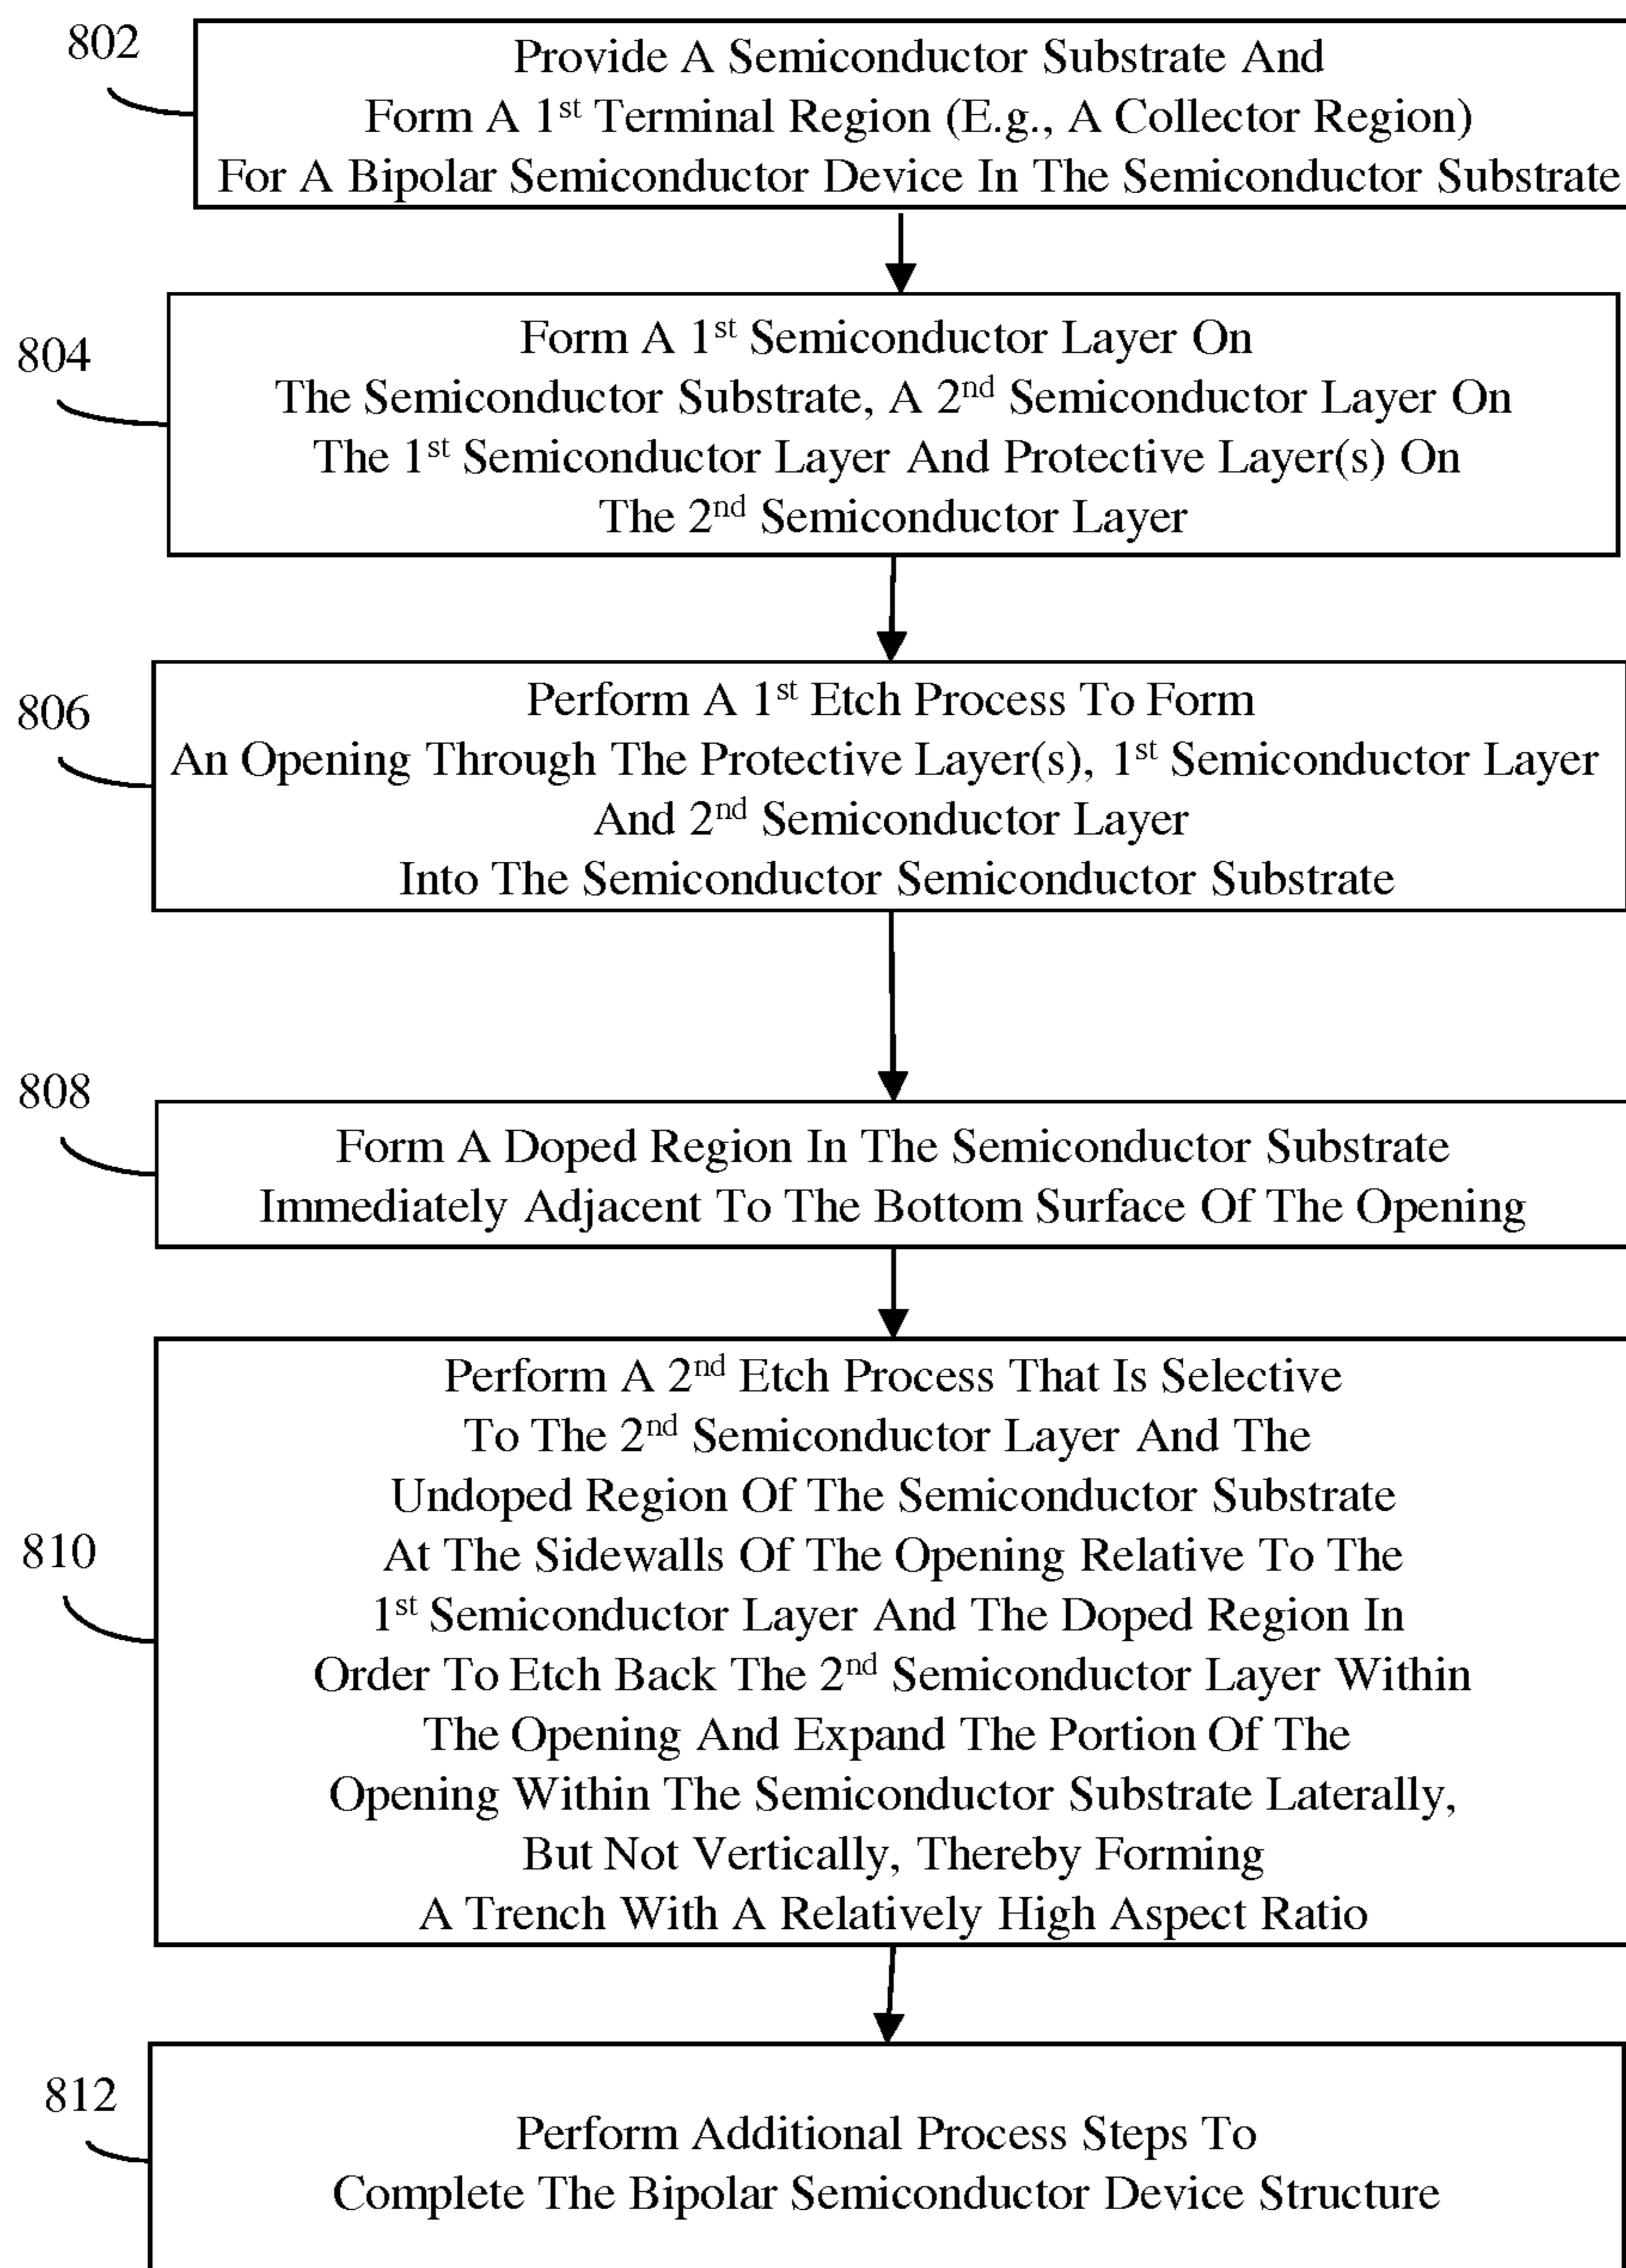 802
Provide A Semiconductor Substrate And
Form A 1st Terminal Region (E.g., A Collector Region)
For A Bipolar Semiconductor Device In The Semiconductor Substrate
804
Form A 1st Semiconductor Layer On
The Semiconductor Substrate, A 2nd Semiconductor Layer On
The 1st Semiconductor Layer And Protective Layer(s) On
The 2nd Semiconductor Layer
806
Perform A 1st Etch Process To Form
An Opening Through The Protective Layer(s), 1st Semiconductor Layer
And 2nd Semiconductor Layer
Into The Semiconductor Semiconductor Substrate
808
Form A Doped Region In The Semiconductor Substrate
Immediately Adjacent To The Bottom Surface Of The Opening
810
Perform A 2nd Etch Process That Is Selective
To The 2nd Semiconductor Layer And The
Undoped Region Of The Semiconductor Substrate
At The Sidewalls Of The Opening Relative To The
1st Semiconductor Layer And The Doped Region In
Order To Etch Back The 2nd Semiconductor Layer Within
The Opening And Expand The Portion Of The
Opening Within The Semiconductor Substrate Laterally,
But Not Vertically, Thereby Forming
A Trench With A Relatively High Aspect Ratio
812
Perform Additional Process Steps To
Complete The Bipolar Semiconductor Device Structure